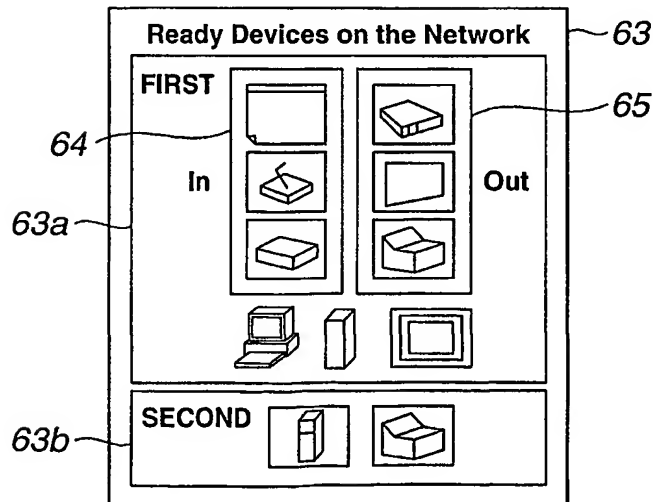 Ready Devices on the Network
63
FIRST
65
64
In
Out
63a
SECOND
63b